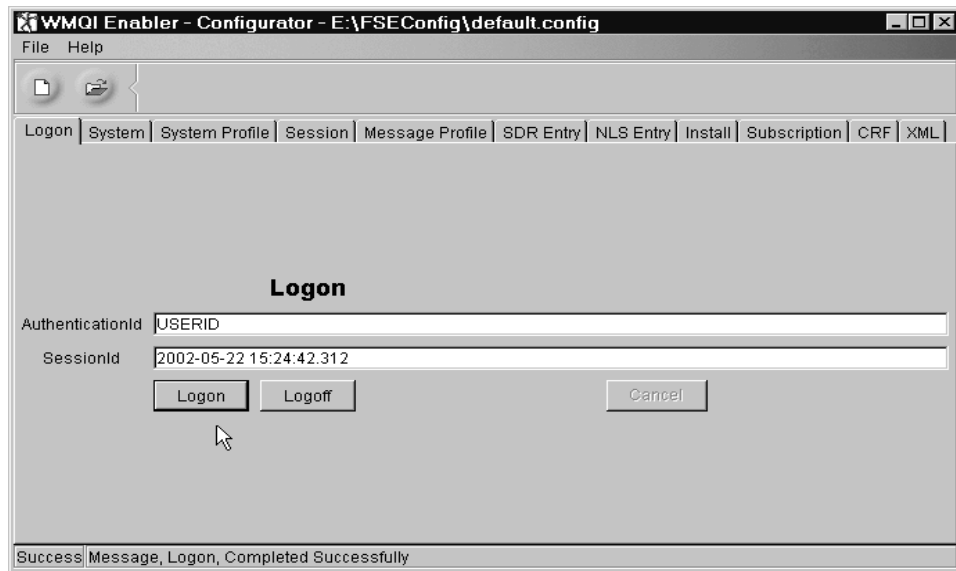 WMQI Enabler - Configurator - E:\FSEConfig\default.config
File Help
Logon System System Profile Session Message Profile SDR Entry NLS Entry Install Subscription CRF XML
Logon
AuthenticationId USERID
SessionId 2002-05-22 15:24:42.312
Logon Logoff Cancel
Success Message, Logon, Completed Successfully